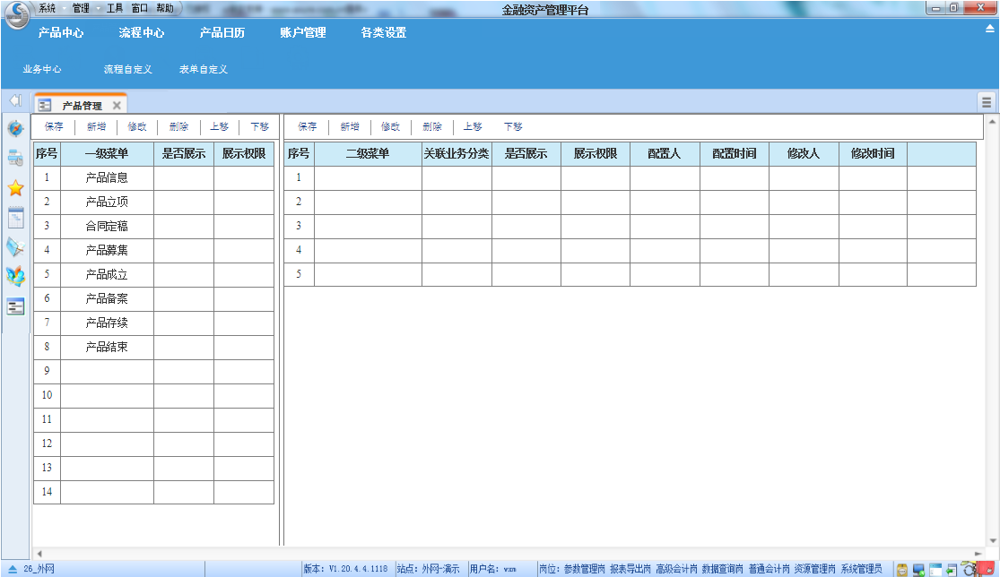 系统 管理 工具 窗口 帮助 金融资产管理平台
产品中心 流程中心 产品日历 账户管理 各类设置
业务中心 流程自定义 表单自定义
产品管理
保存 新增 修改 删除 上移 下移 保存 新增 修改 删除 上移 下移
序号 一级菜单 是否展示 展示权限 序号 二级菜单 关联业务分类 是否展示 展示权限 配置人 配置时间 修改人 修改时间
1 产品信息 1
2 产品立项 2
3 合同定稿 3
4 产品募集 4
5 产品成立 5
6 产品备案
7 产品存续
8 产品结束
9
10
11
12
13
14
26_外网 版本: V1.20.4.4.1118 站点: 外网-演示 用户名: wxm 岗位: 参数管理岗 报表导出岗 高级会计岗 数据查询岗 普通会计岗 资源管理岗 系统管理员